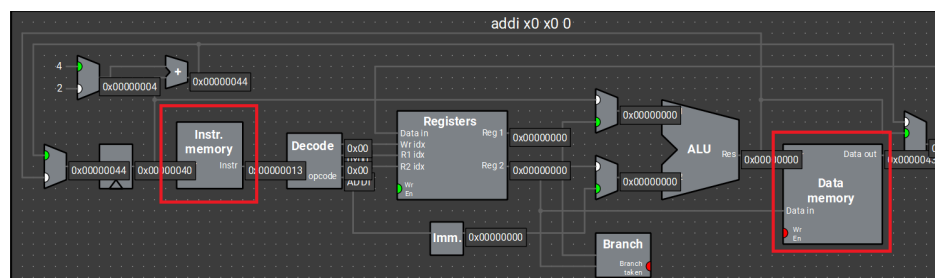 addi x0 x0 0
4
2
+
0x00000004
0x00000044
Instr.
memory
Instr
Decode
opcode
0x00
0x00
ADDI
Registers
Data in
Wr idx
R1 idx
R2 idx
Wr
En
Reg 1
Reg 2
0x00000000
0x00000000
0x00000000
0x00000000
ALU
Res
Data
memory
Data out
Data in
Wr
En
0x00000044
0x00000040
0x00000013
Imm.
0x00000000
Branch
Branch
taken